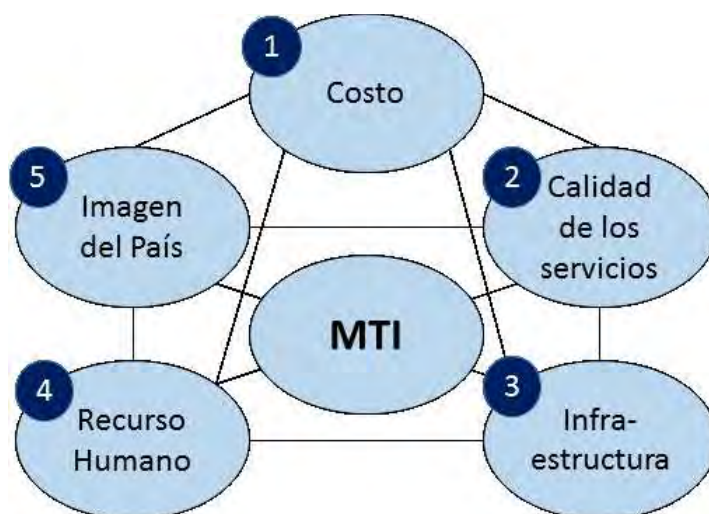 1
Costo
5
Imagen
del País
2
Calidad
de los
servicios
MTI
4
Recurso
Humano
3
Infra-
estructura